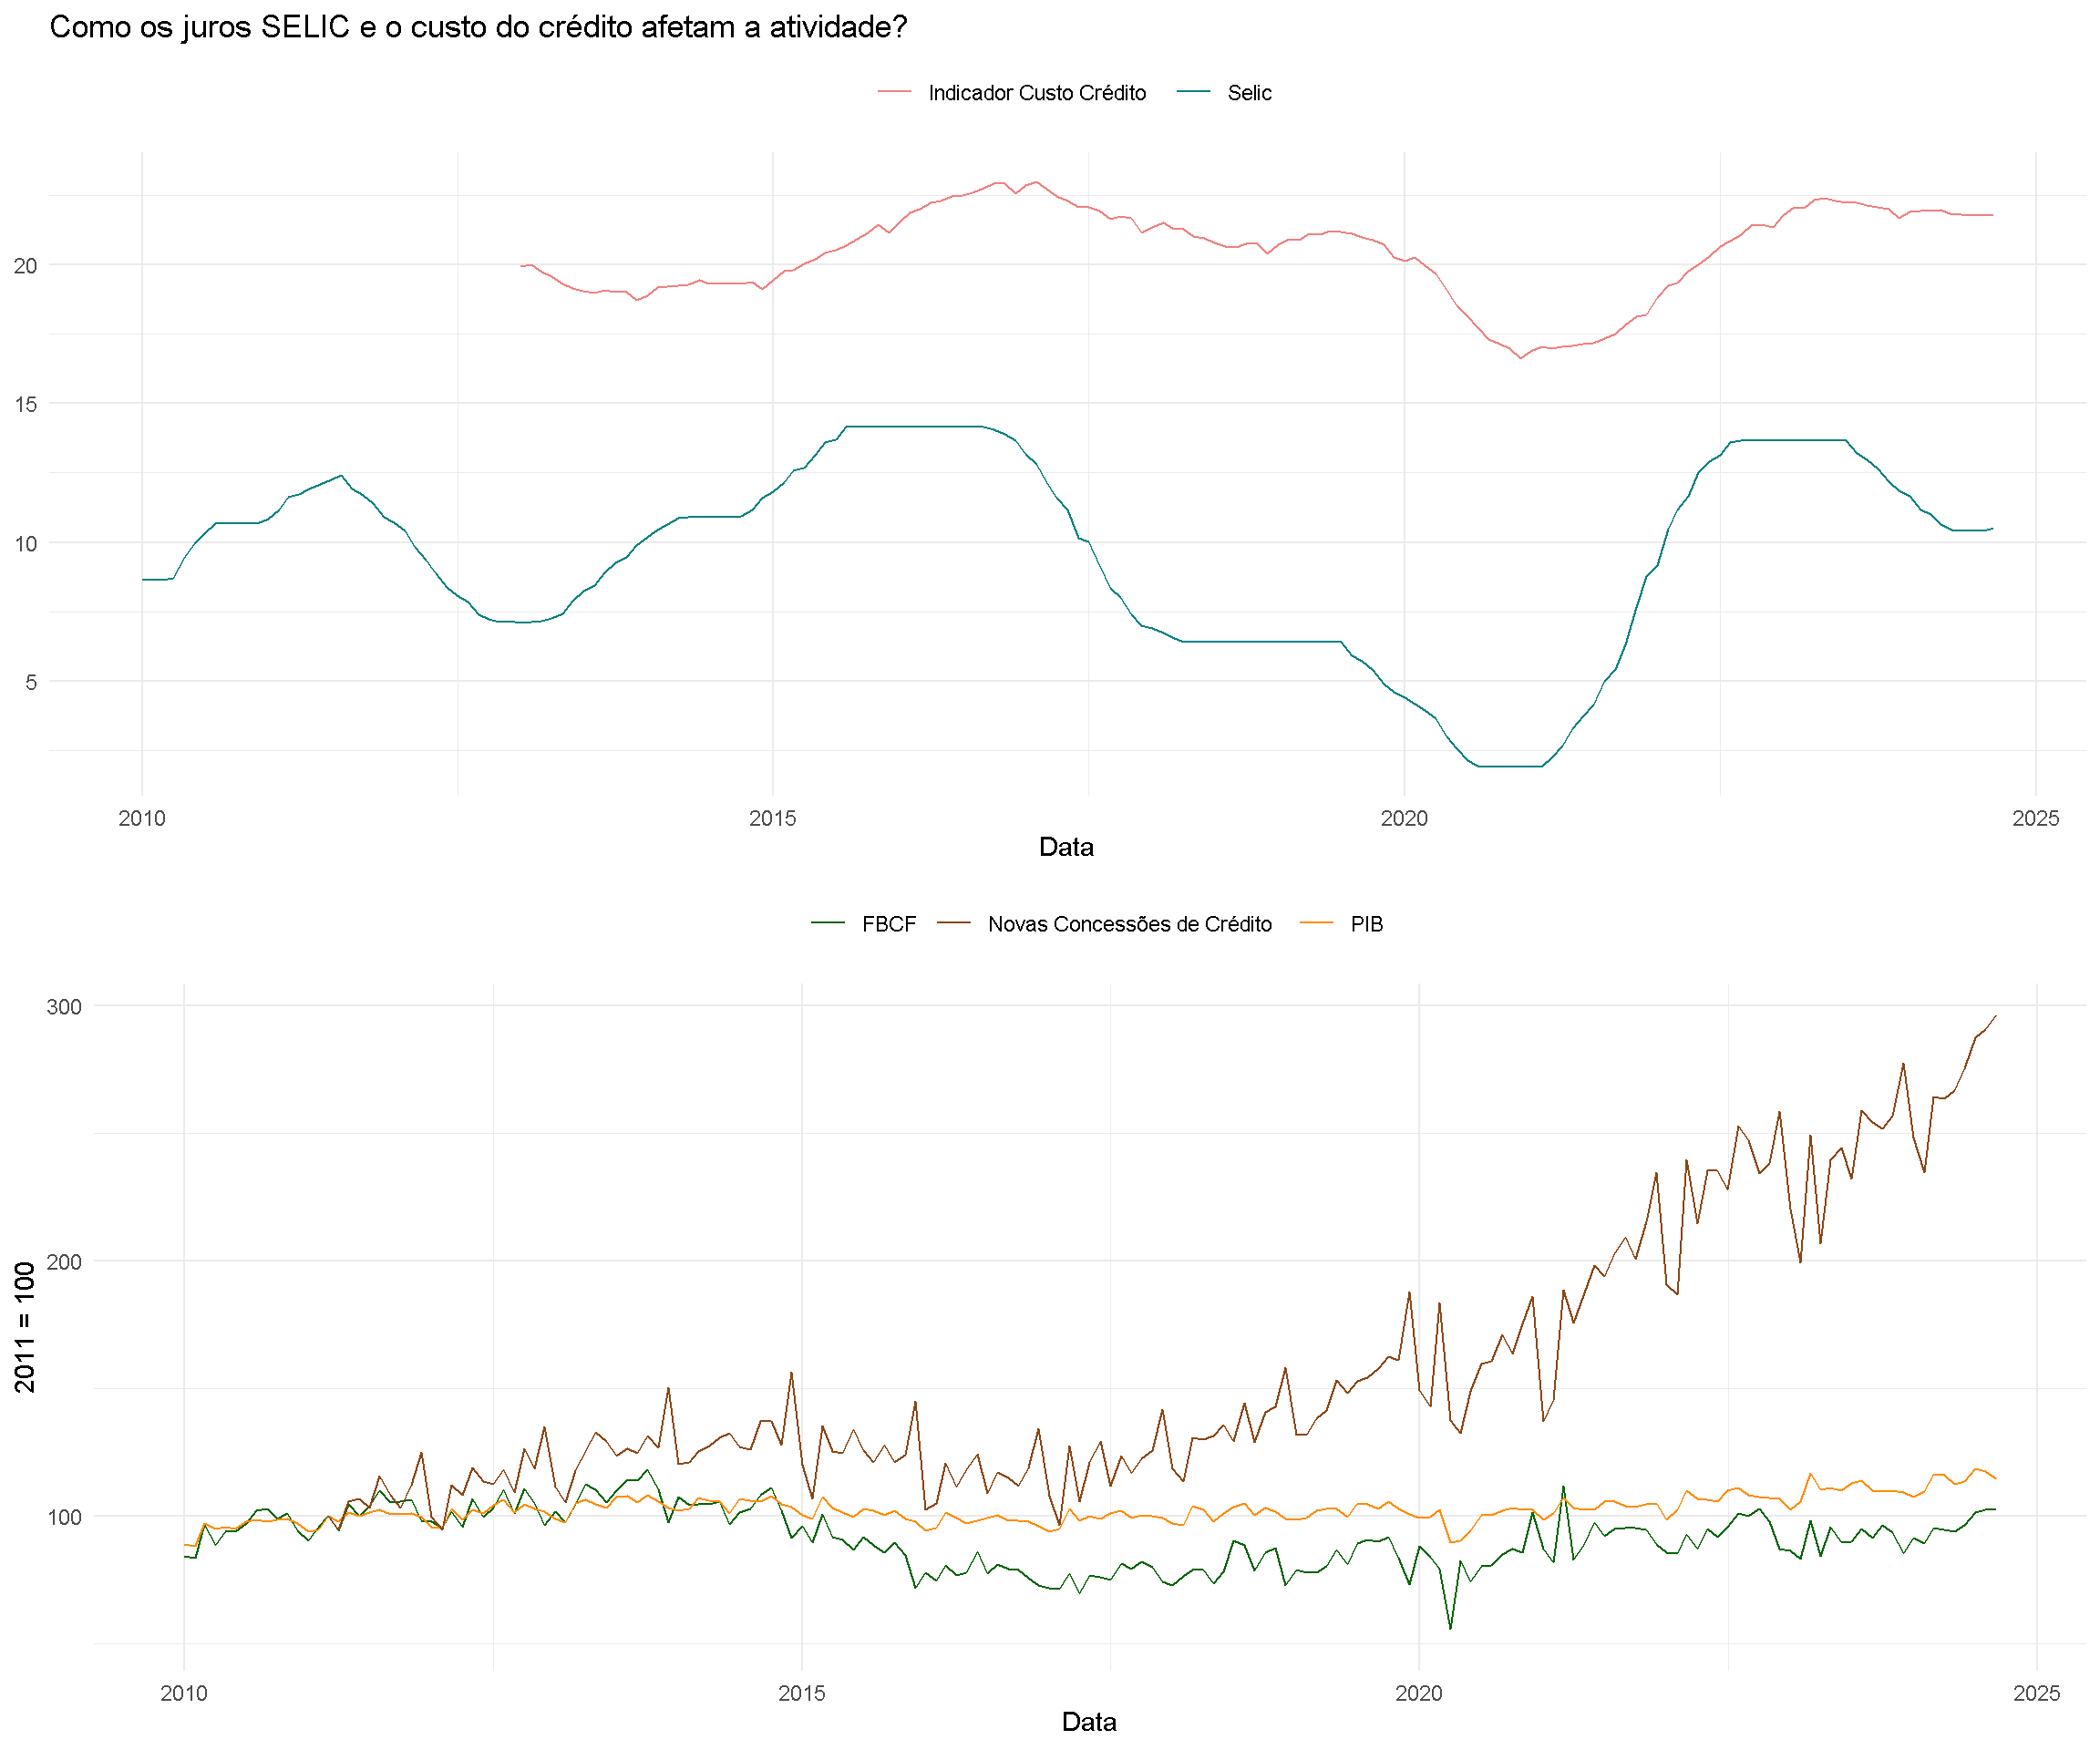 Como os juros SELIC e o custo do crédito afetam a atividade?
Indicador Custo Crédito Selic
20
15
10
5
2010 2015 2020 2025
Data
FBCF Novas Concessões de Crédito PIB
300
200
100
2011 = 100
2010 2015 2020 2025
Data